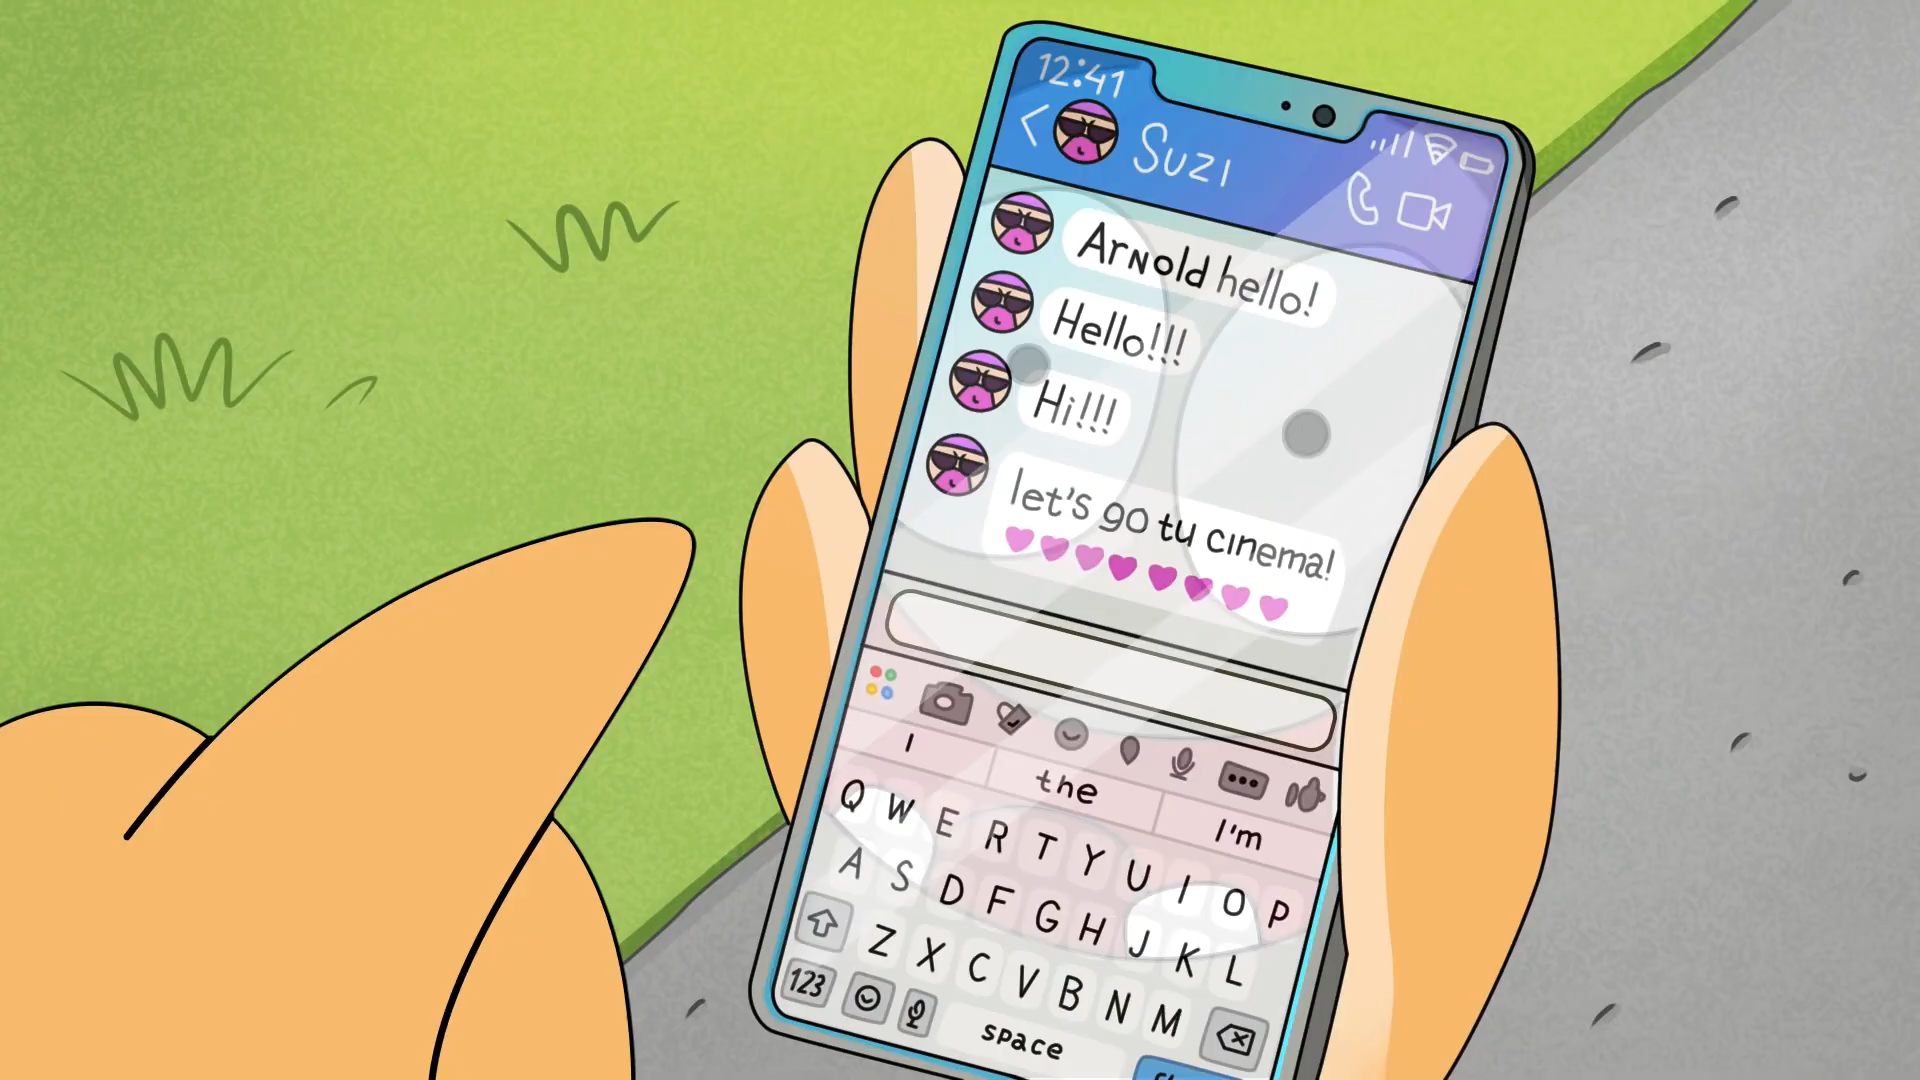 12:41
Suzi
Arnold hello!
Hello!!!
Hi!!!
let's go tu cinema!
I
the
I'm
Q W E R T Y U I O P
A S D F G H J K L
Z X C V B N M
123
space